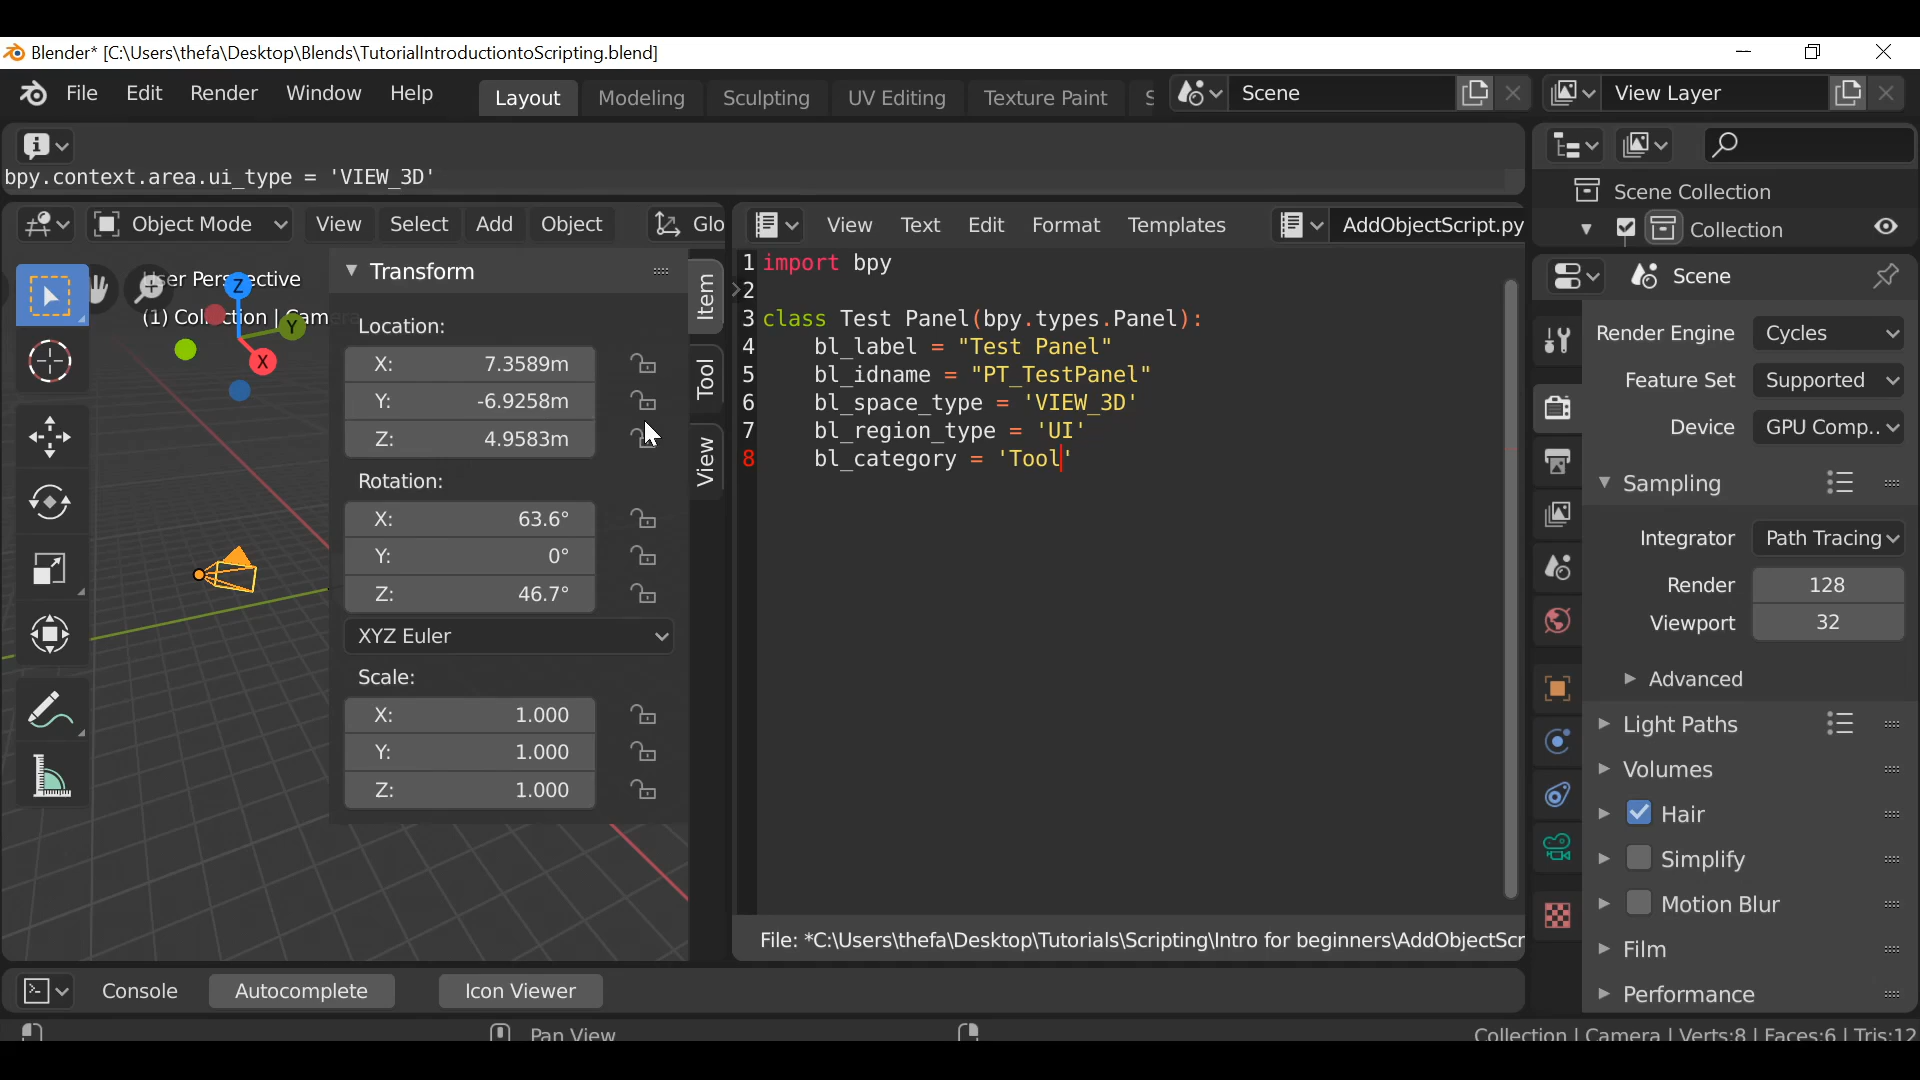 Blender* [C:\Users\thefa\Desktop\Blends\TutorialIntroductiontoScripting.blend]
File Edit Render Window Help Layout Modeling Sculpting UV Editing Texture Paint S Scene View Layer
bpy.context.area.ui_type = 'VIEW_3D'
Scene Collection
Collection
Object Mode View Select Add Object Glo
View Text Edit Format Templates AddObjectScript.py
User Perspective
(1) Collection | Camera
Z
Y
X
Transform
Location:
X: 7.3589m
Y: -6.9258m
Z: 4.9583m
Rotation:
X: 63.6°
Y: 0°
Z: 46.7°
XYZ Euler
Scale:
X: 1.000
Y: 1.000
Z: 1.000
Item
Tool
View
1 import bpy
2
3 class Test Panel(bpy.types.Panel):
4     bl_label = "Test Panel"
5     bl_idname = "PT_TestPanel"
6     bl_space_type = 'VIEW_3D'
7     bl_region_type = 'UI'
8     bl_category = 'Tool'
File: *C:\Users\thefa\Desktop\Tutorials\Scripting\Intro for beginners\AddObjectScr
Scene
Render Engine Cycles
Feature Set Supported
Device GPU Comp..
Sampling
Integrator Path Tracing
Render 128
Viewport 32
Advanced
Light Paths
Volumes
Hair
Simplify
Motion Blur
Film
Performance
Console Autocomplete Icon Viewer
Pan View
Collection | Camera | Verts:8 | Faces:6 | Tris:12